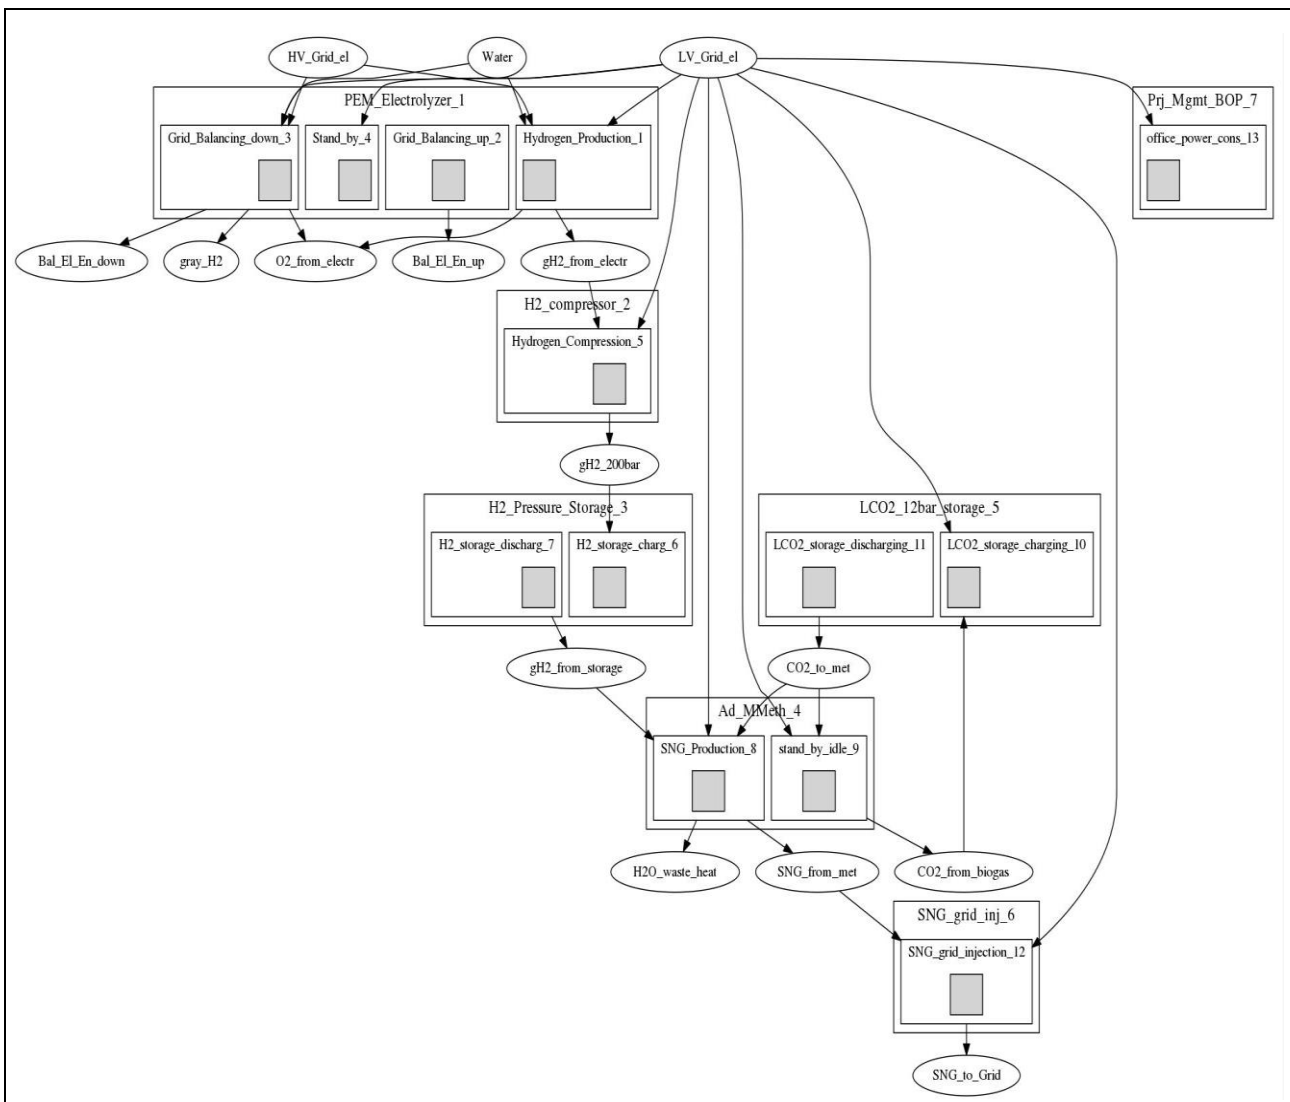 HV_Grid_el
Water
LV_Grid_el
PEM_Electrolyzer_1
Prj_Mgmt_BOP_7
Grid_Balancing_down_3
Stand_by_4
Grid_Balancing_up_2
Hydrogen_Production_1
office_power_cons_13
Bal_El_En_down
gray_H2
O2_from_electr
Bal_El_En_up
gH2_from_electr
H2_compressor_2
Hydrogen_Compression_5
gH2_200bar
H2_Pressure_Storage_3
LCO2_12bar_storage_5
H2_storage_discharg_7
H2_storage_charg_6
LCO2_storage_discharging_11
LCO2_storage_charging_10
gH2_from_storage
CO2_to_met
Ad_MMeth_4
SNG_Production_8
stand_by_idle_9
H2O_waste_heat
SNG_from_met
CO2_from_biogas
SNG_grid_inj_6
SNG_grid_injection_12
SNG_to_Grid